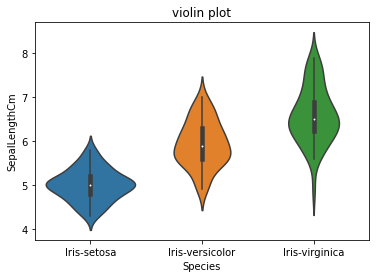 violin plot
SepalLengthCm
8
7
6
5
4
Iris-setosa Iris-versicolor Iris-virginica
Species